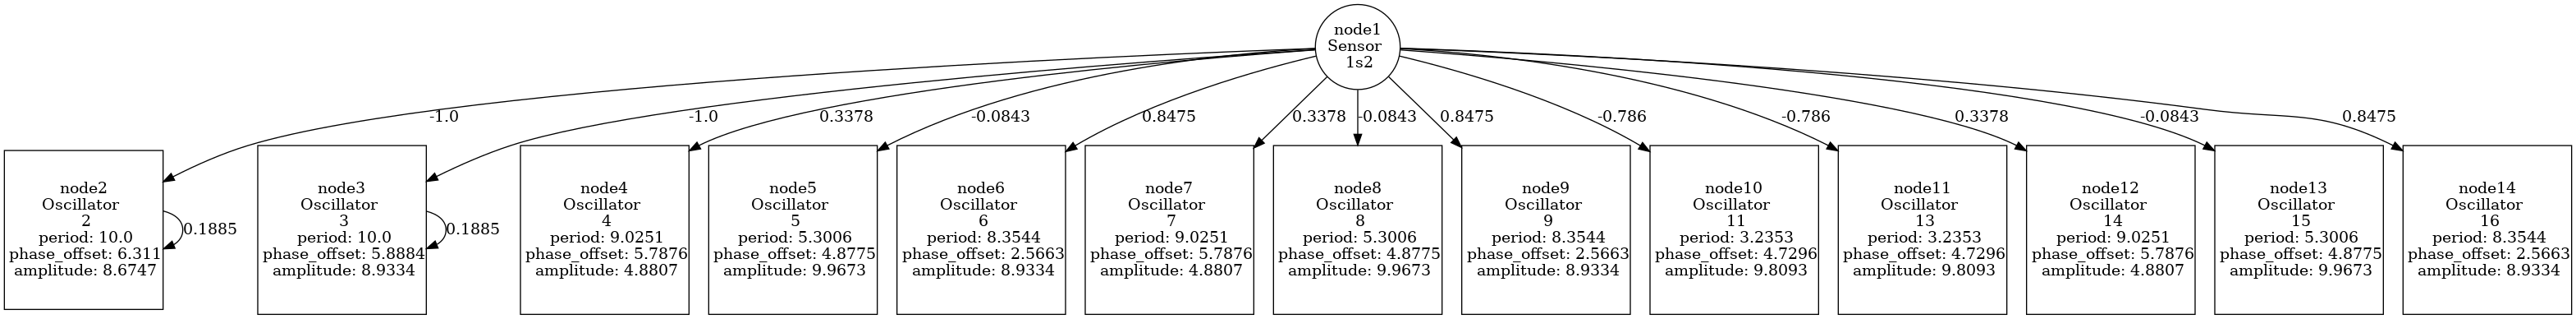 node1
Sensor
1s2
-1.0
-1.0
0.3378
-0.0843
0.8475
0.3378
-0.0843
0.8475
-0.786
-0.786
0.3378
-0.0843
0.8475
node2
Oscillator
2
period: 10.0
phase_offset: 6.311
amplitude: 8.6747
0.1885
node3
Oscillator
3
period: 10.0
phase_offset: 5.8884
amplitude: 8.9334
0.1885
node4
Oscillator
4
period: 9.0251
phase_offset: 5.7876
amplitude: 4.8807
node5
Oscillator
5
period: 5.3006
phase_offset: 4.8775
amplitude: 9.9673
node6
Oscillator
6
period: 8.3544
phase_offset: 2.5663
amplitude: 8.9334
node7
Oscillator
7
period: 9.0251
phase_offset: 5.7876
amplitude: 4.8807
node8
Oscillator
8
period: 5.3006
phase_offset: 4.8775
amplitude: 9.9673
node9
Oscillator
9
period: 8.3544
phase_offset: 2.5663
amplitude: 8.9334
node10
Oscillator
11
period: 3.2353
phase_offset: 4.7296
amplitude: 9.8093
node11
Oscillator
13
period: 3.2353
phase_offset: 4.7296
amplitude: 9.8093
node12
Oscillator
14
period: 9.0251
phase_offset: 5.7876
amplitude: 4.8807
node13
Oscillator
15
period: 5.3006
phase_offset: 4.8775
amplitude: 9.9673
node14
Oscillator
16
period: 8.3544
phase_offset: 2.5663
amplitude: 8.9334